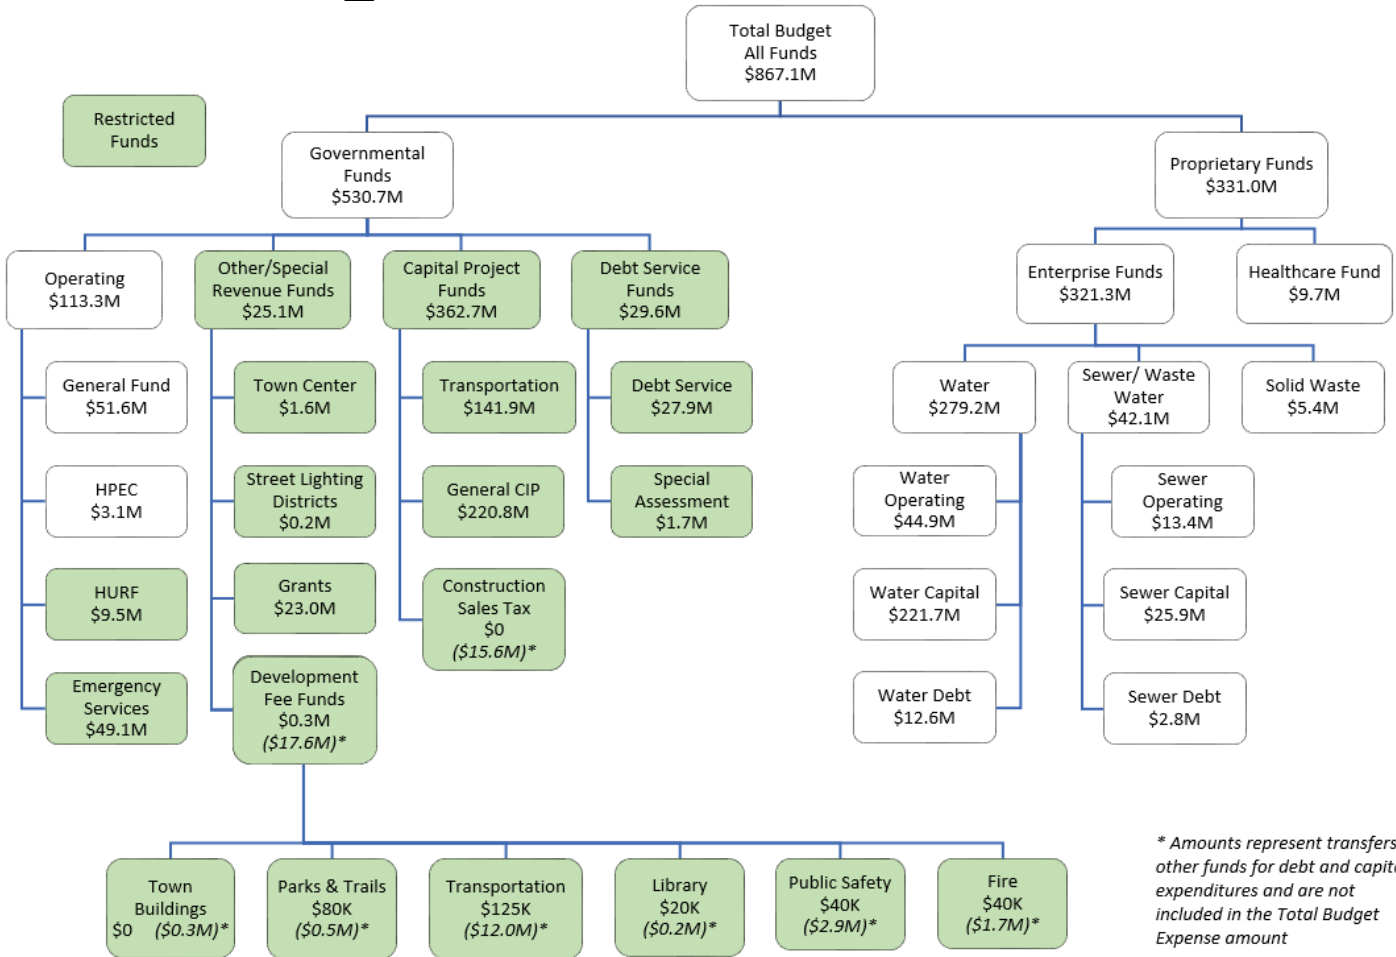 Total Budget
All Funds
$867.1M
Restricted
Funds
Governmental
Funds
$530.7M
Proprietary Funds
$331.0M
Operating
$113.3M
Other/Special
Revenue Funds
$25.1M
Capital Project
Funds
$362.7M
Debt Service
Funds
$29.6M
Enterprise Funds
$321.3M
Healthcare Fund
$9.7M
General Fund
$51.6M
Town Center
$1.6M
Transportation
$141.9M
Debt Service
$27.9M
Water
$279.2M
Sewer/ Waste
Water
$42.1M
Solid Waste
$5.4M
HPEC
$3.1M
Street Lighting
Districts
$0.2M
General CIP
$220.8M
Special
Assessment
$1.7M
Water
Operating
$44.9M
Sewer
Operating
$13.4M
HURF
$9.5M
Grants
$23.0M
Construction
Sales Tax
$0
($15.6M)*
Water Capital
$221.7M
Sewer Capital
$25.9M
Emergency
Services
$49.1M
Development
Fee Funds
$0.3M
($17.6M)*
Water Debt
$12.6M
Sewer Debt
$2.8M
Town
Buildings
$0 ($0.3M)*
Parks & Trails
$80K
($0.5M)*
Transportation
$125K
($12.0M)*
Library
$20K
($0.2M)*
Public Safety
$40K
($2.9M)*
Fire
$40K
($1.7M)*
* Amounts represent transfers
other funds for debt and capit
expenditures and are not
included in the Total Budget
Expense amount